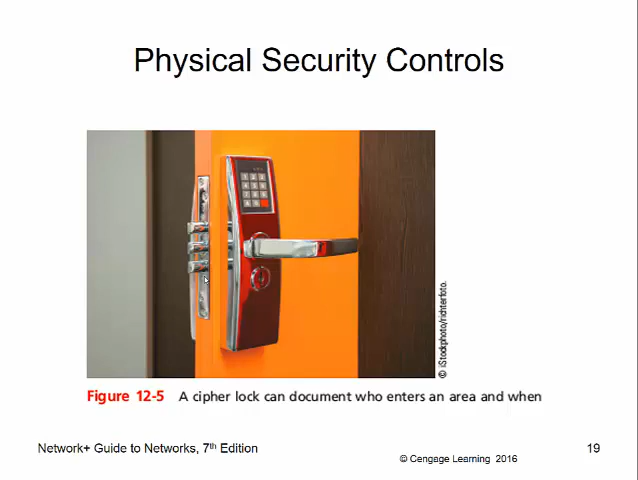 Physical Security Controls
© iStockphoto/richterfoto.
Figure 12-5 A cipher lock can document who enters an area and when
Network+ Guide to Networks, 7th Edition
© Cengage Learning 2016
19